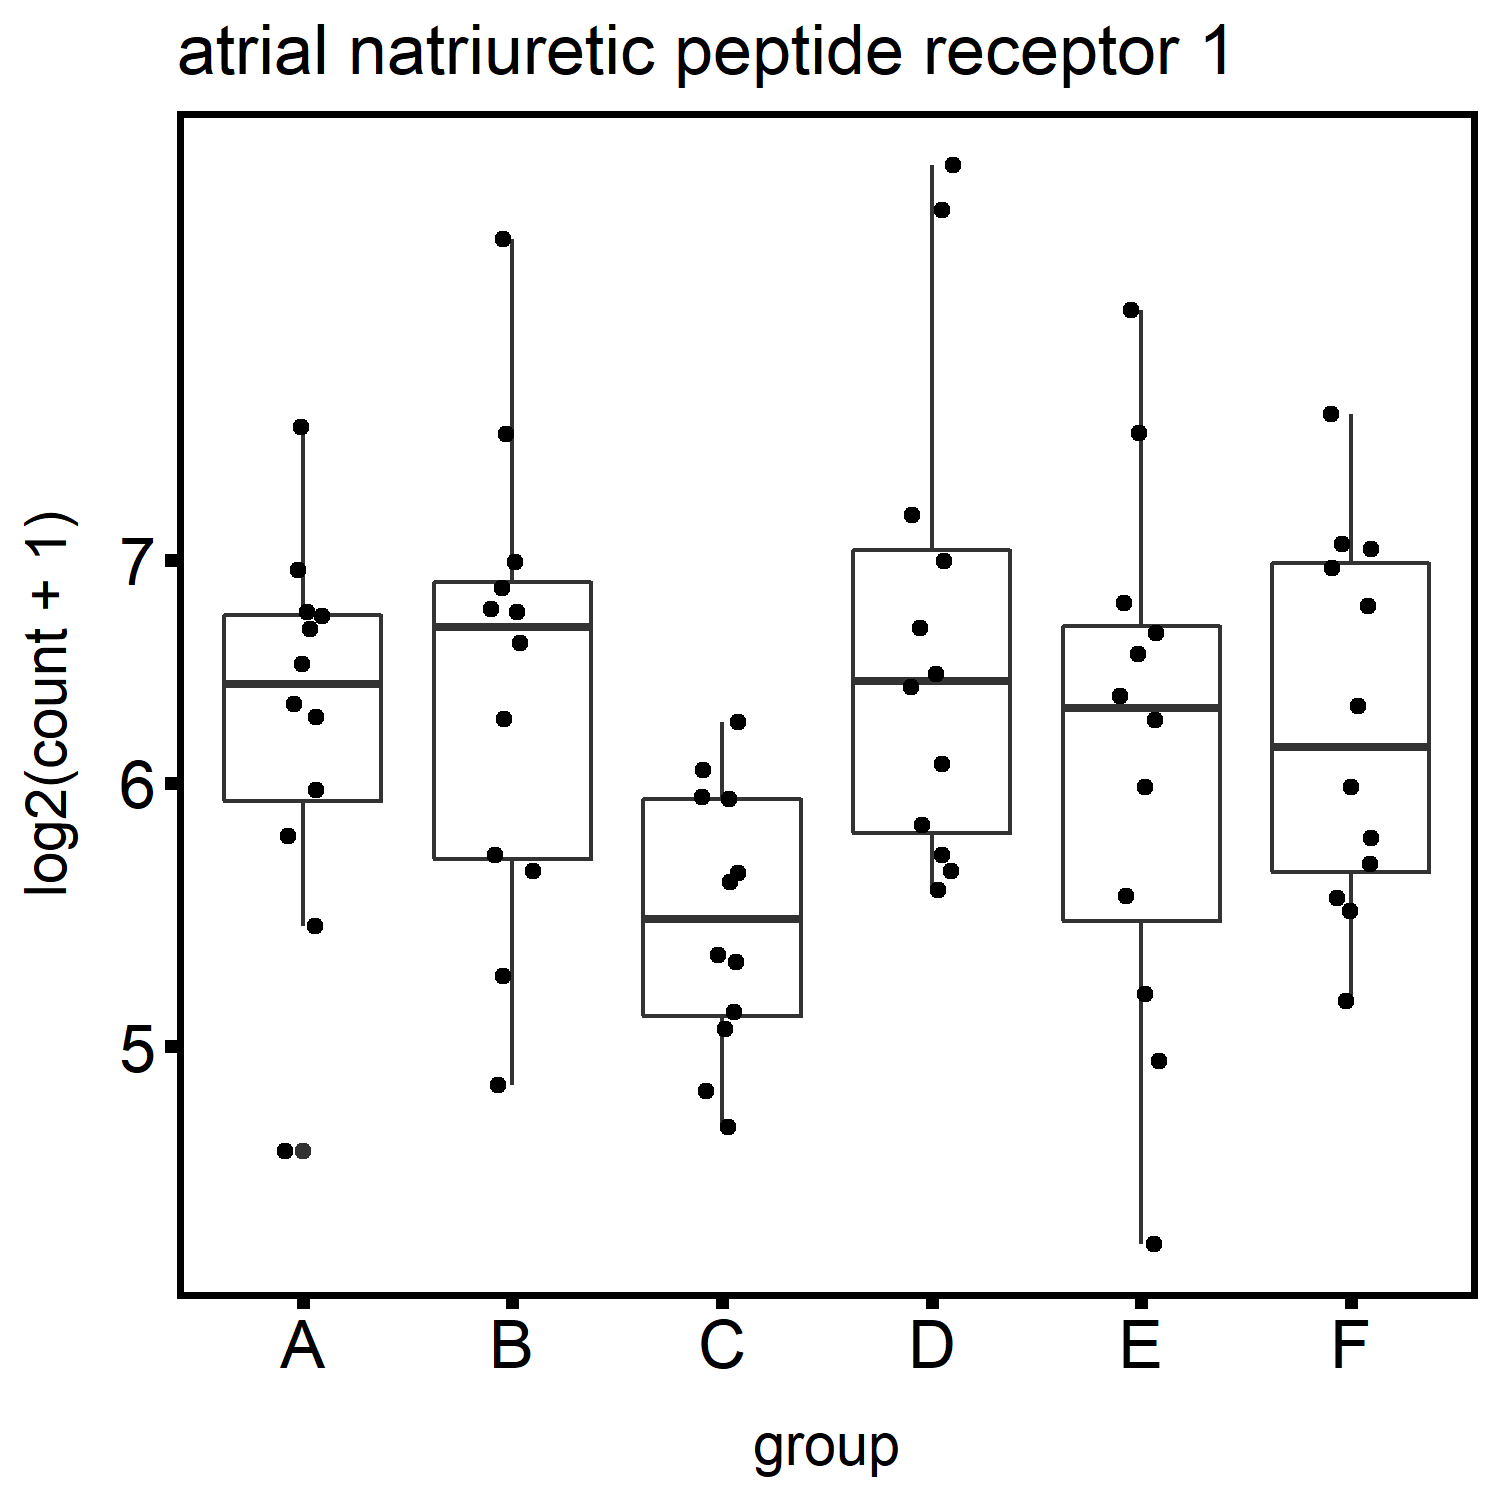 atrial natriuretic peptide receptor 1
log2(count + 1)
7
6
5
A B C D E F
group